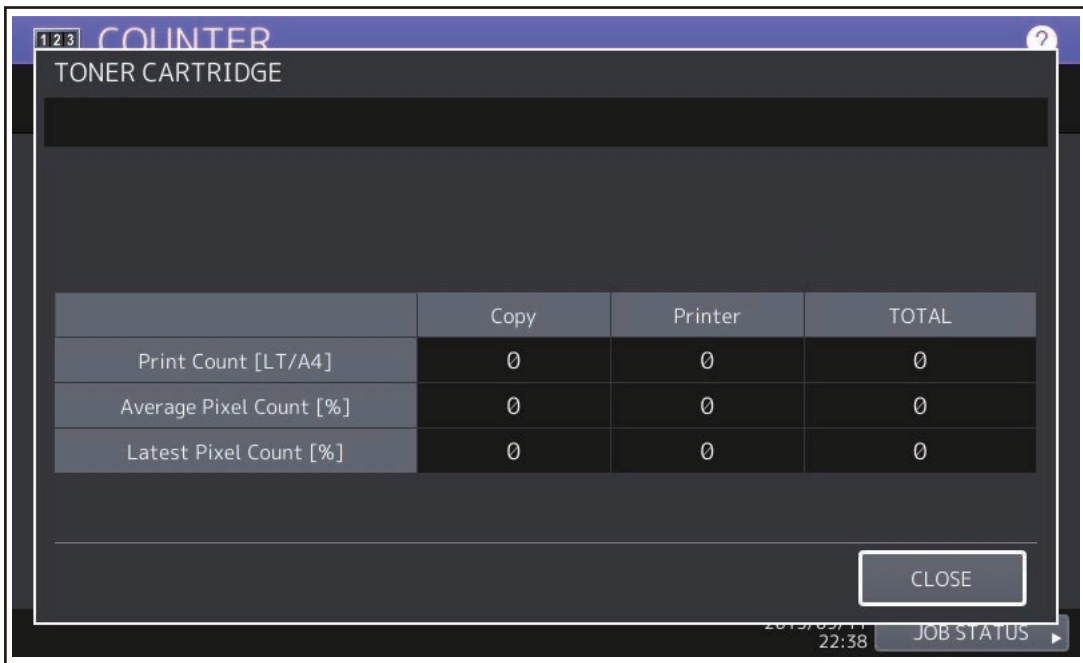 123 COUNTER ?
TONER CARTRIDGE
Copy Printer TOTAL
Print Count [LT/A4] 0 0 0
Average Pixel Count [%] 0 0 0
Latest Pixel Count [%] 0 0 0
CLOSE
22:38 JOB STATUS